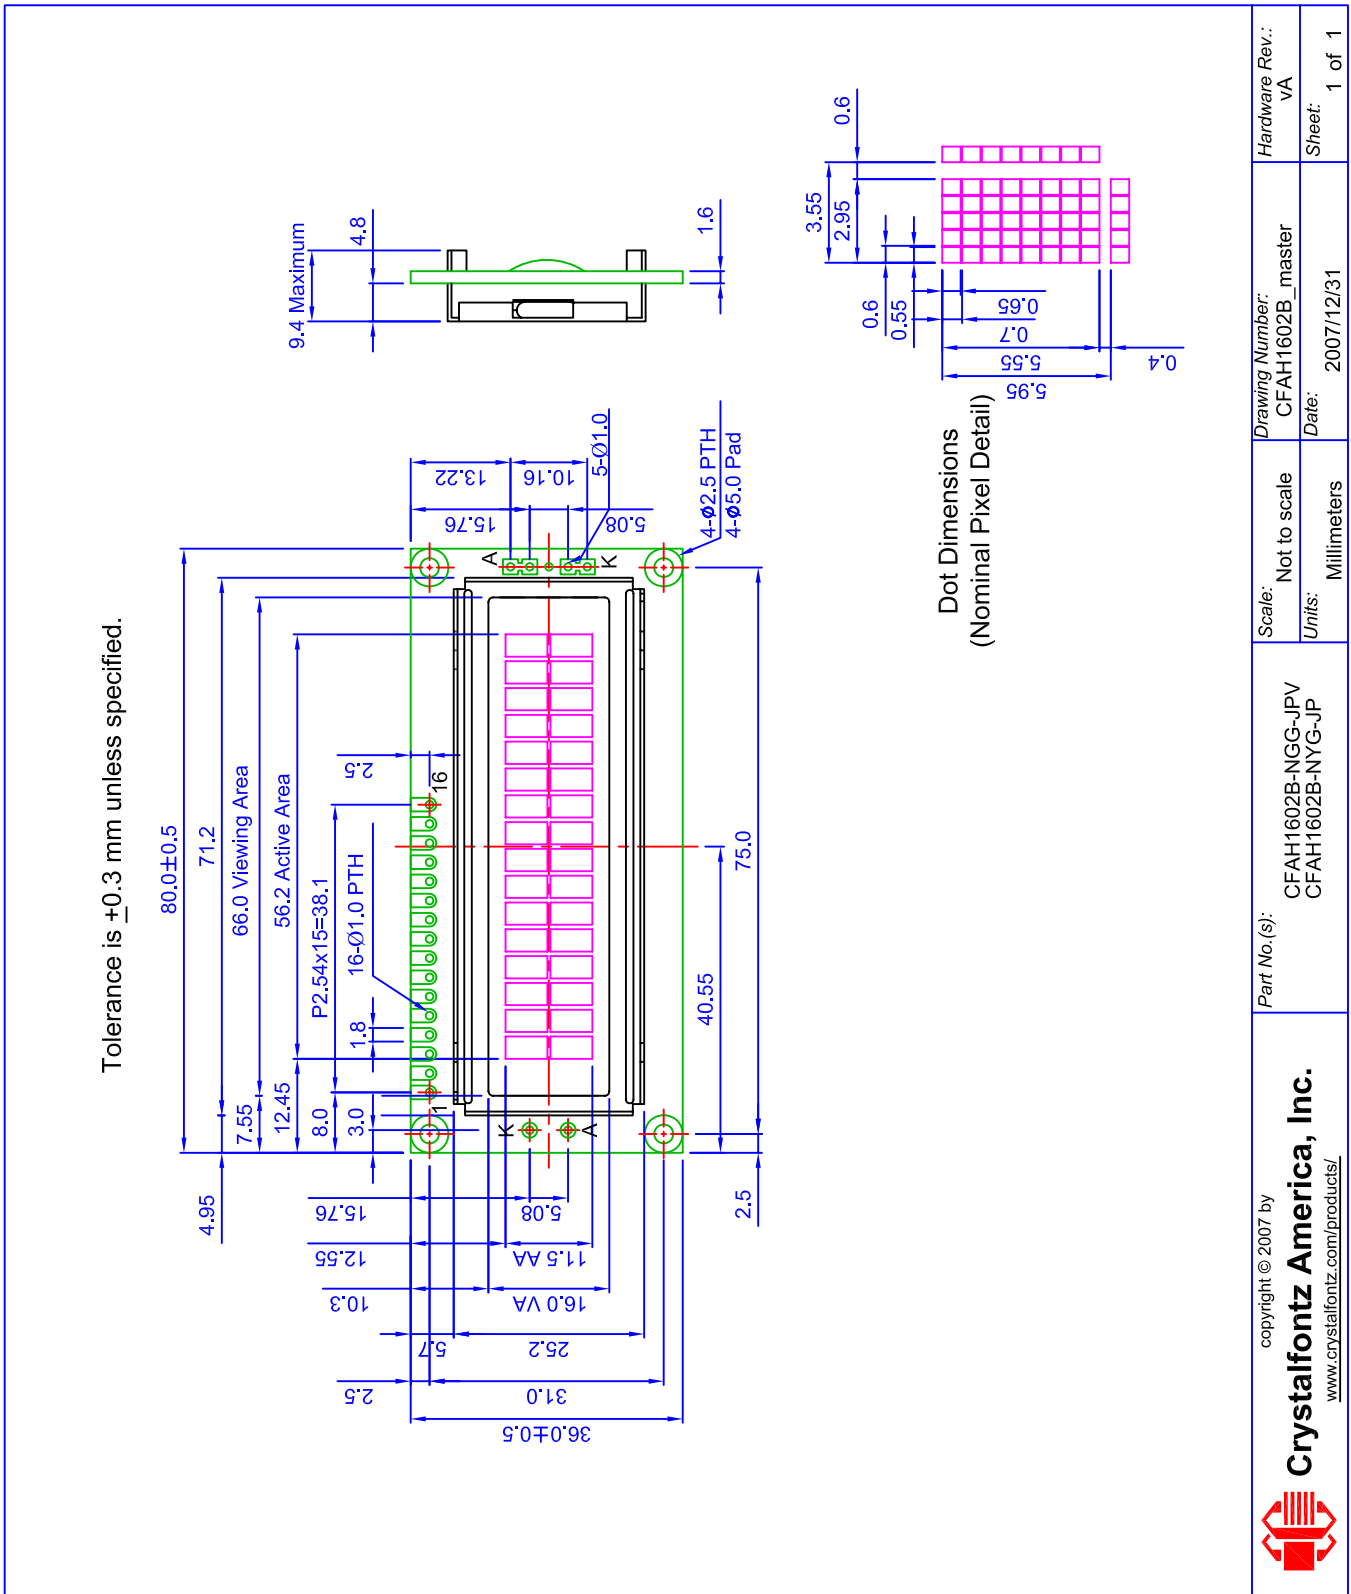 Tolerance is ±0.3 mm unless specified.
80.0±0.5
4.95
71.2
7.55
66.0 Viewing Area
12.45
56.2 Active Area
8.0
P2.54x15=38.1
3.0
1.8
16-Ø1.0 PTH
2.5
1
16
K
A
A
K
15.76
5.08
12.55
11.5 AA
10.3
16.0 VA
5.7
25.2
2.5
31.0
36.0±0.5
13.22
10.16
15.76
5.08
5-Ø1.0
4-Ø2.5 PTH
4-Ø5.0 Pad
40.55
2.5
75.0
9.4 Maximum
4.8
1.6
3.55
2.95
0.6
0.6
0.55
0.65
0.7
5.55
5.95
0.4
Dot Dimensions
(Nominal Pixel Detail)
copyright © 2007 by
Crystalfontz America, Inc.
www.crystalfontz.com/products/
Part No.(s):
CFAH1602B-NGG-JPV
CFAH1602B-NYG-JP
Scale:
Not to scale
Units:
Millimeters
Drawing Number:
CFAH1602B_master
Date:
2007/12/31
Hardware Rev.:
vA
Sheet:
1 of 1